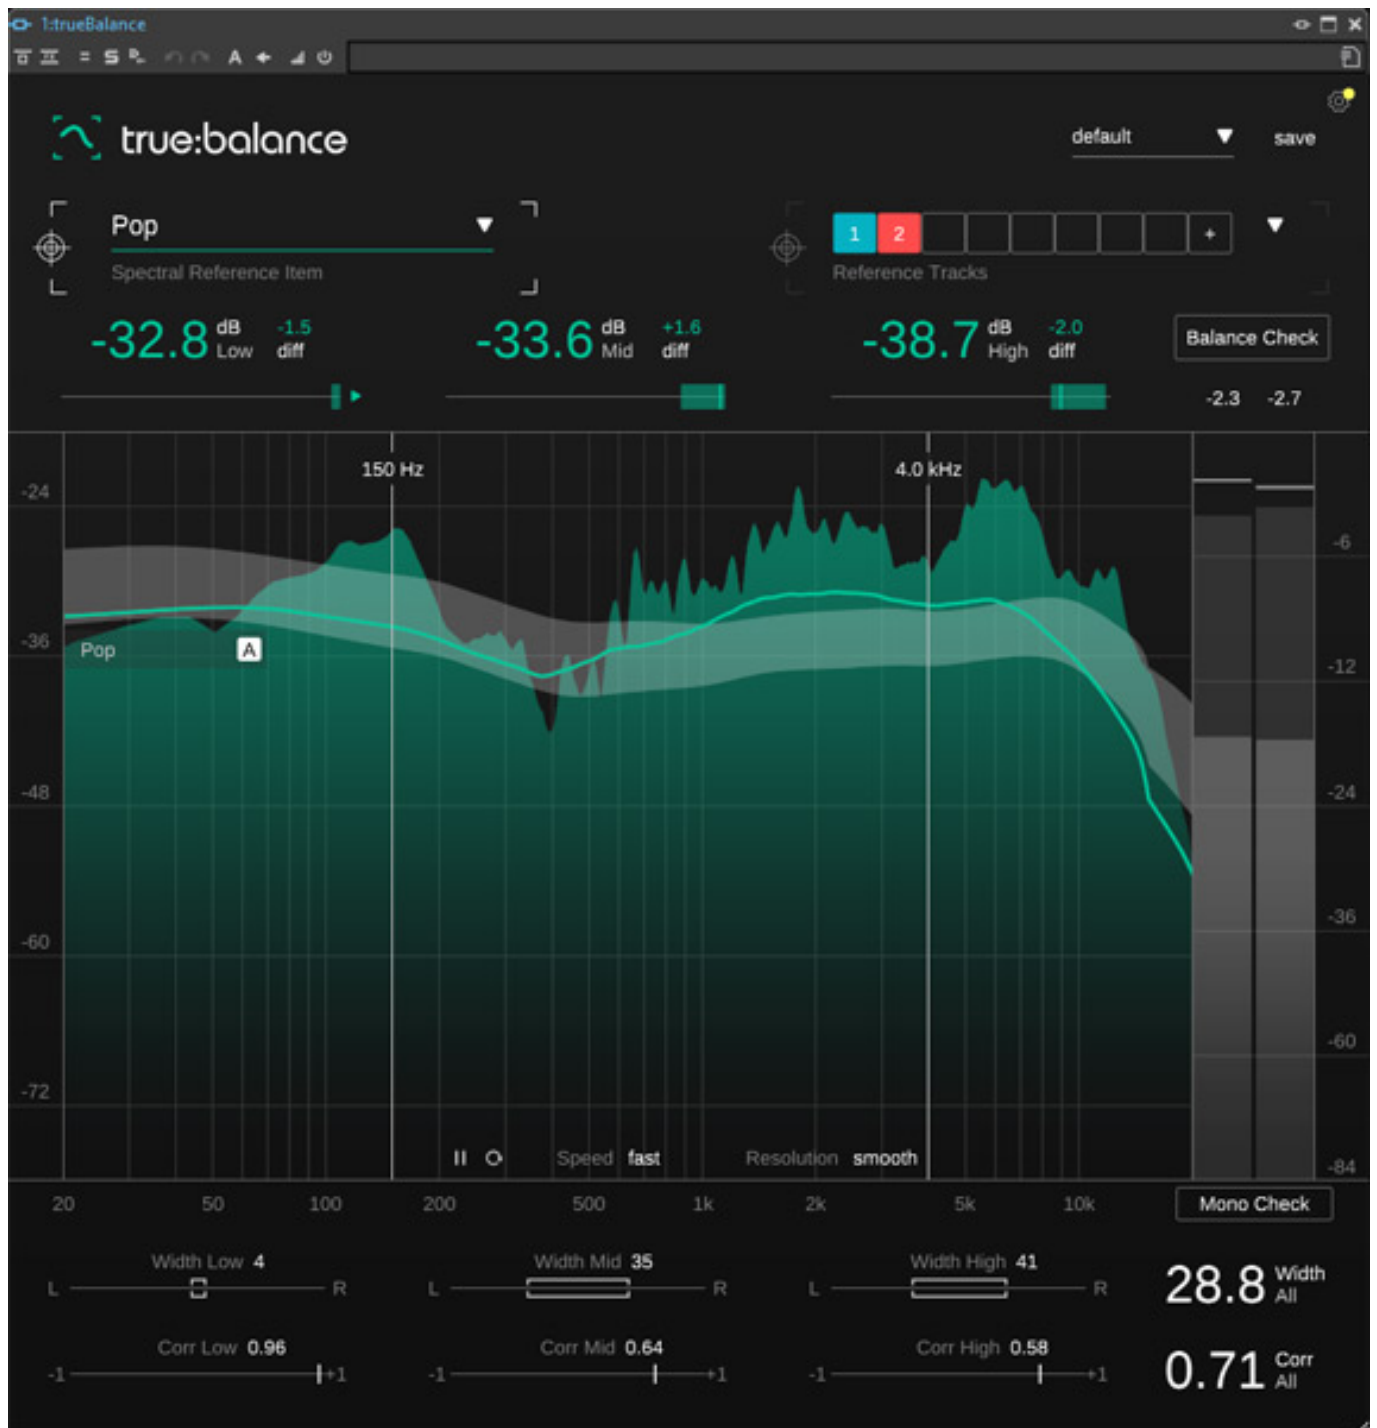 1:trueBalance
S A
true:balance
default save
Pop
1 2 +
Spectral Reference Item
Reference Tracks
-32.8 dB Low -1.5 diff
-33.6 dB Mid +1.6 diff
-38.7 dB High -2.0 diff
Balance Check
-2.3 -2.7
150 Hz 4.0 kHz
-24
-36
-48
-60
-72
Pop A
-6
-12
-24
-36
-60
-84
Speed fast Resolution smooth
20 50 100 200 500 1k 2k 5k 10k
Mono Check
Width Low 4
L R
Width Mid 35
L R
Width High 41
L R
28.8 Width All
Corr Low 0.96
-1 +1
Corr Mid 0.64
-1 +1
Corr High 0.58
-1 +1
0.71 Corr All